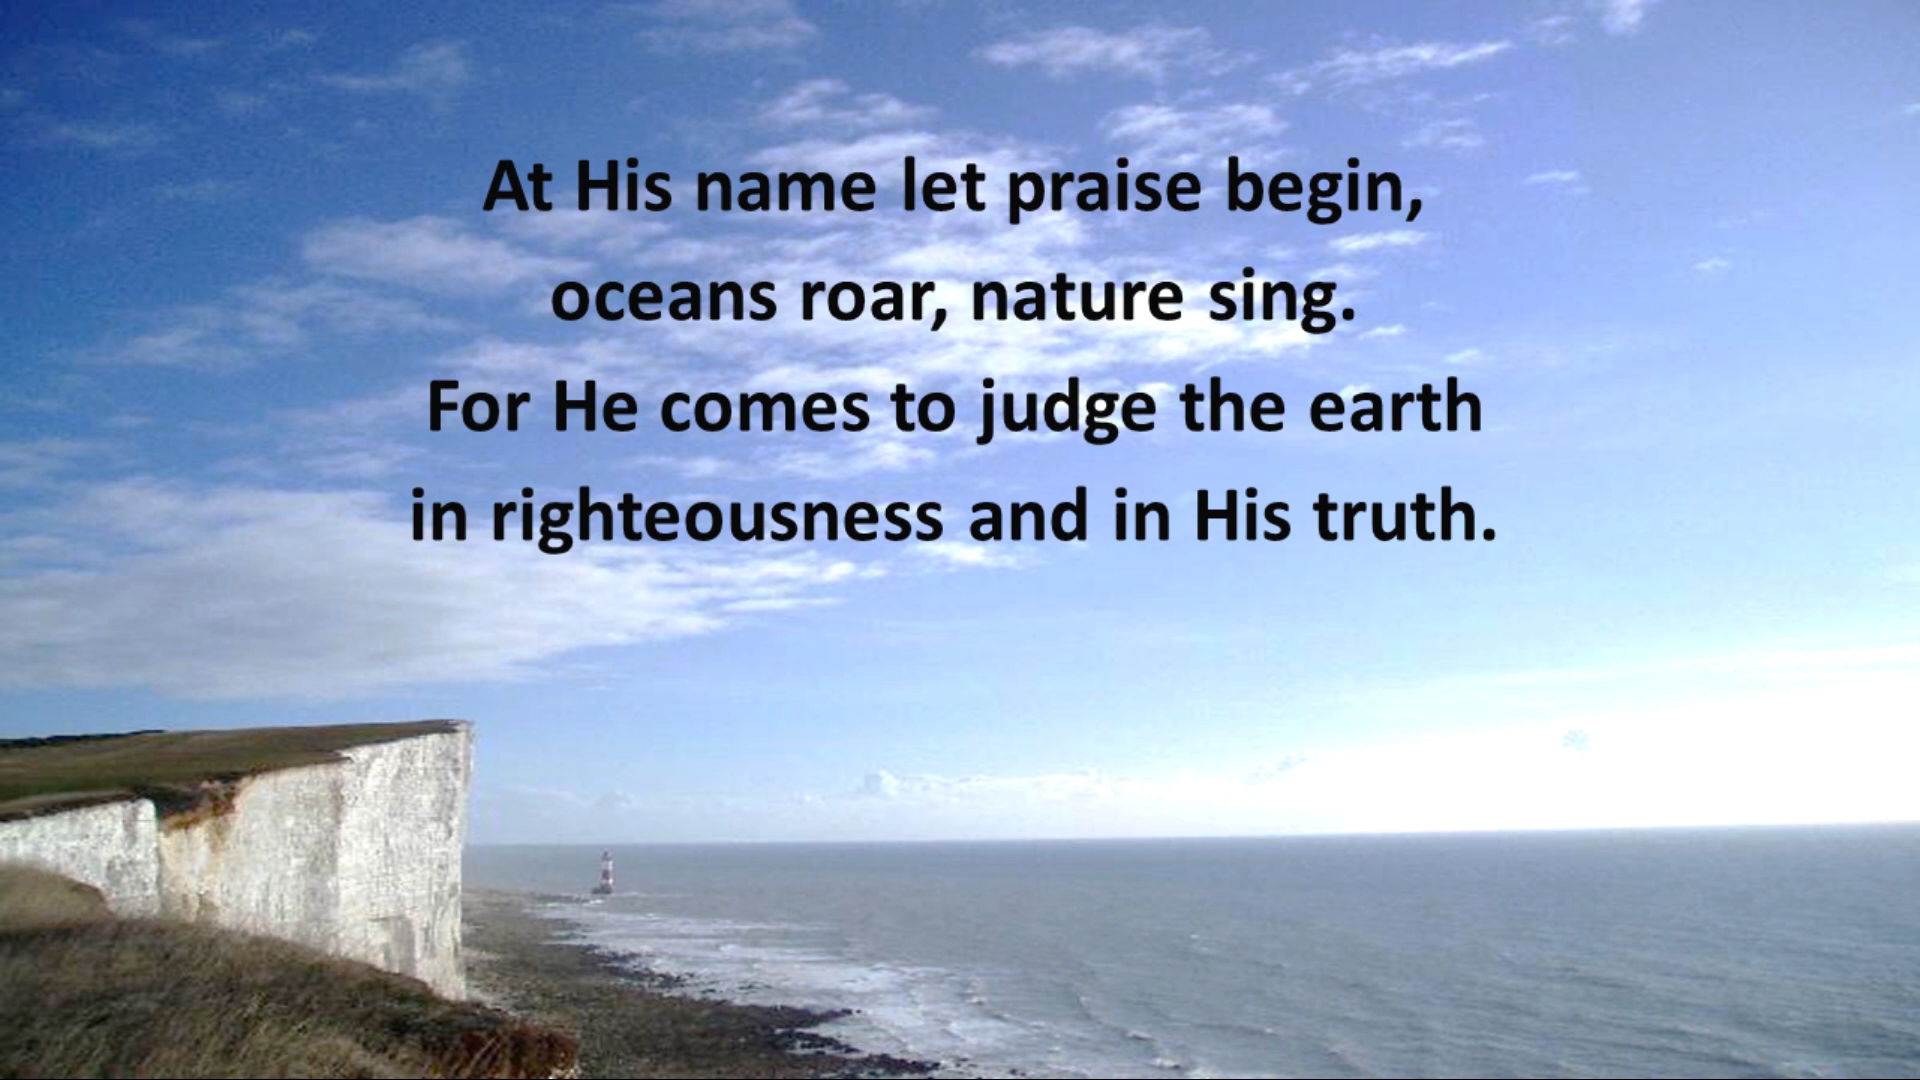 At His name let praise begin,
oceans roar, nature sing.
For He comes to judge the earth
in righteousness and in His truth.